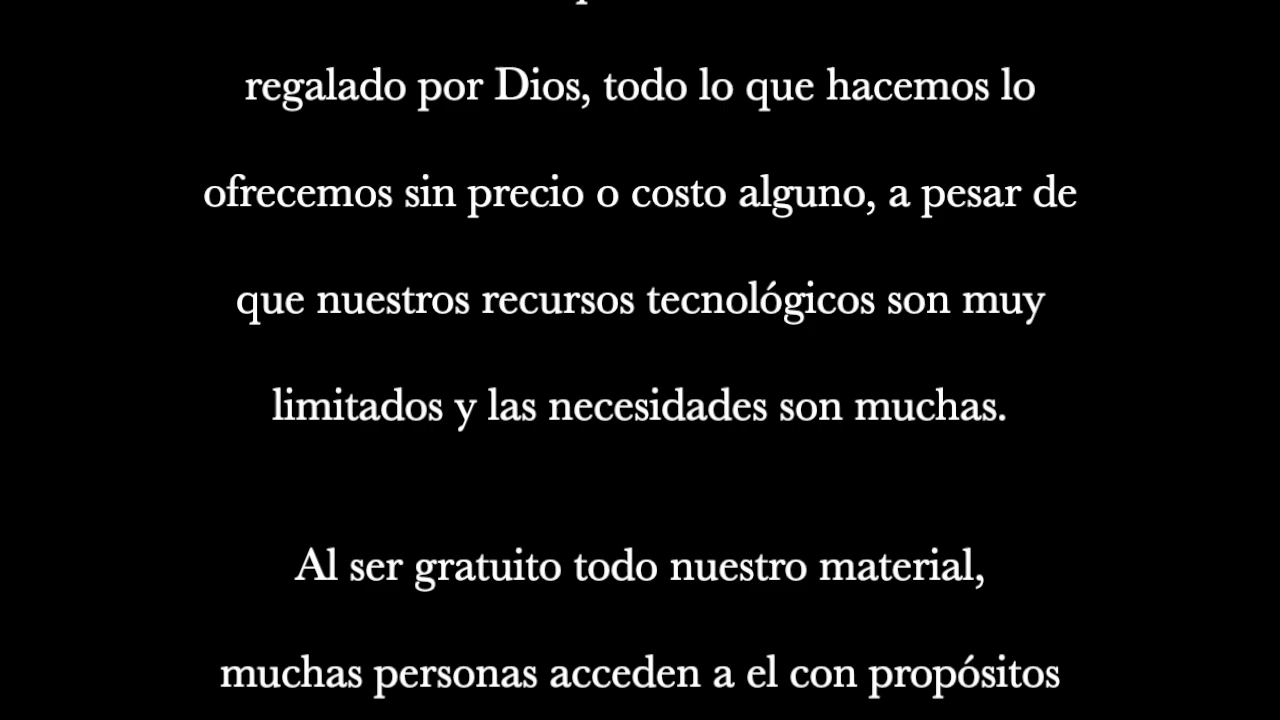 regalado por Dios, todo lo que hacemos lo
ofrecemos sin precio o costo alguno, a pesar de
que nuestros recursos tecnológicos son muy
limitados y las necesidades son muchas.
Al ser gratuito todo nuestro material,
muchas personas acceden a el con propósitos